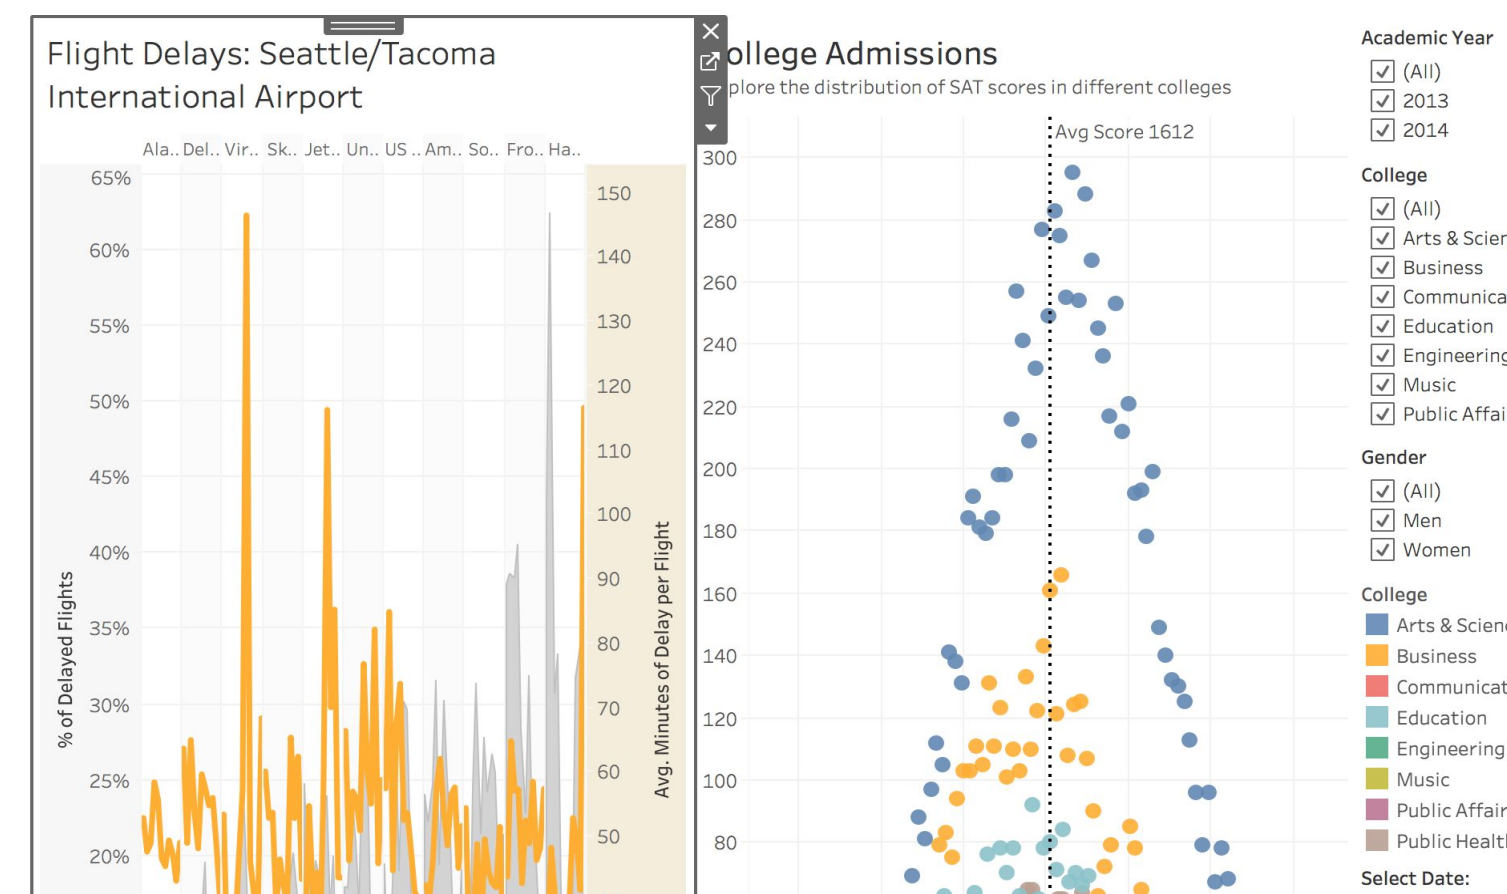 Flight Delays: Seattle/Tacoma
International Airport
Ala.. Del.. Vir.. Sk.. Jet.. Un.. US .. Am.. So.. Fro.. Ha..
% of Delayed Flights
65%
60%
55%
50%
45%
40%
35%
30%
25%
20%
150
140
130
120
110
100
90
80
70
60
50
Avg. Minutes of Delay per Flight
ollege Admissions
plore the distribution of SAT scores in different colleges
Avg Score 1612
300
280
260
240
220
200
180
160
140
120
100
80
Academic Year
(All)
2013
2014
College
(All)
Arts & Scien
Business
Communica
Education
Engineering
Music
Public Affai
Gender
(All)
Men
Women
College
Arts & Scienc
Business
Communicat
Education
Engineering
Music
Public Affair
Public Healt
Select Date: